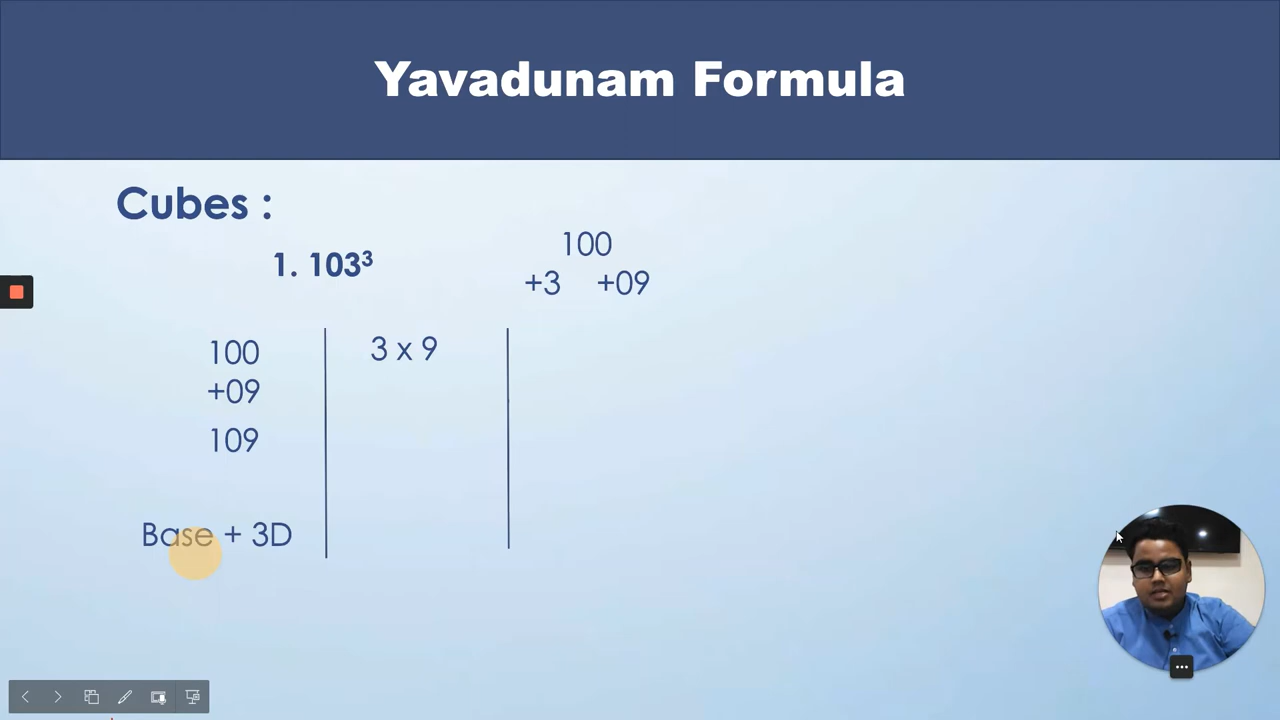 Yavadunam Formula
Cubes :
1. 103³
100
+3 +09
100
+09
109
3 x 9
Base + 3D